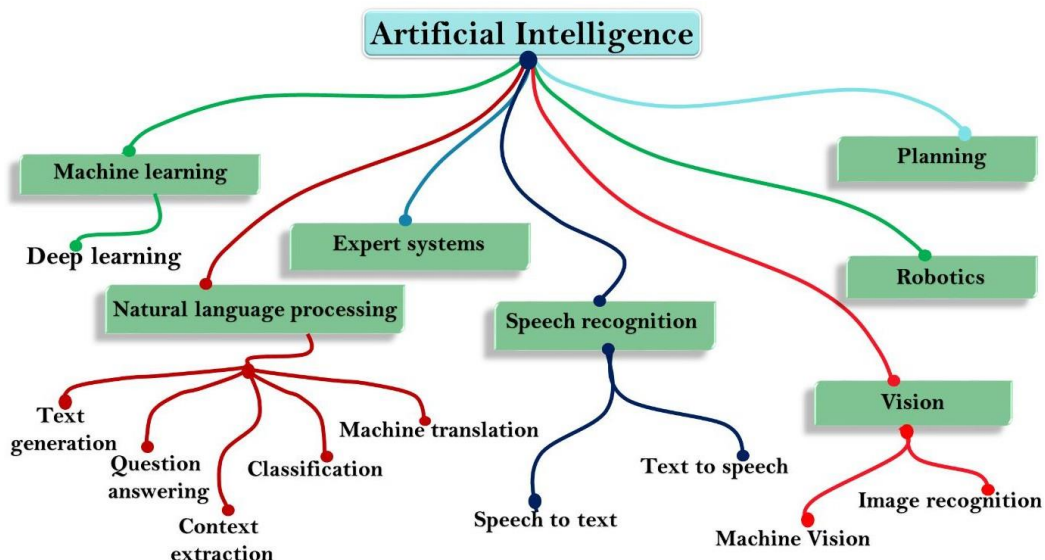 Artificial Intelligence
Machine learning
Deep learning
Natural language processing
Text
generation
Question
answering
Context
extraction
Classification
Machine translation
Expert systems
Speech recognition
Speech to text
Text to speech
Vision
Machine Vision
Image recognition
Robotics
Planning